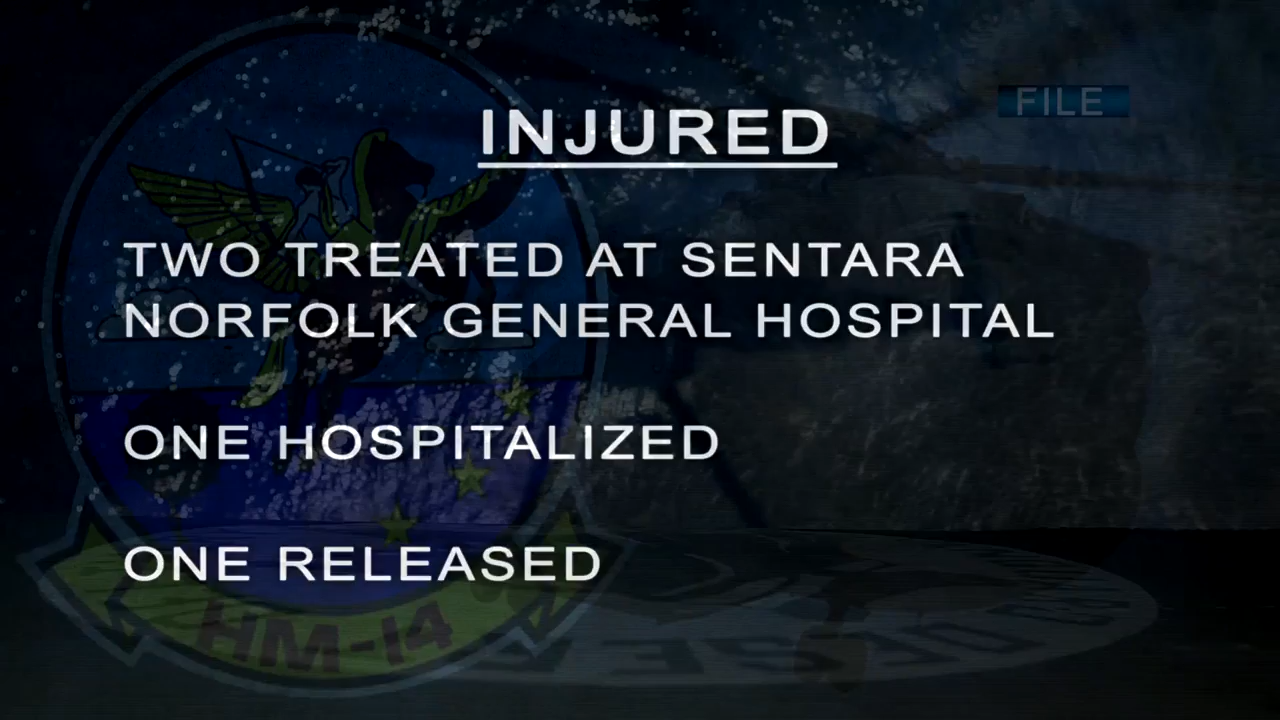 FILE
INJURED
TWO TREATED AT SENTARA
NORFOLK GENERAL HOSPITAL
ONE HOSPITALIZED
ONE RELEASED
HM-14